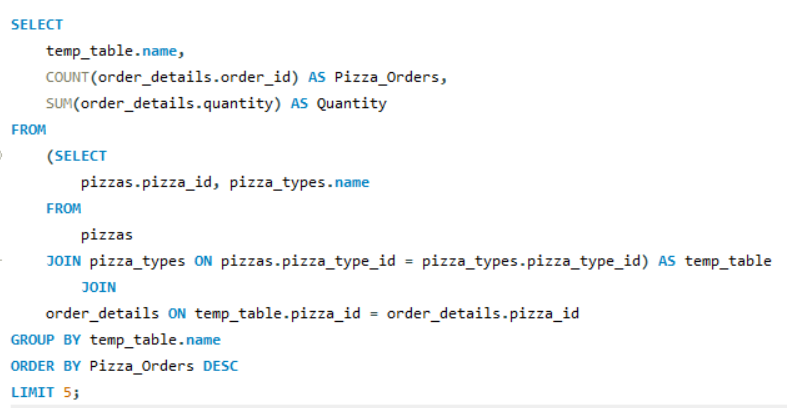 SELECT
    temp_table.name,
    COUNT(order_details.order_id) AS Pizza_Orders,
    SUM(order_details.quantity) AS Quantity
FROM
    (SELECT
        pizzas.pizza_id, pizza_types.name
    FROM
        pizzas
    JOIN pizza_types ON pizzas.pizza_type_id = pizza_types.pizza_type_id) AS temp_table
        JOIN
    order_details ON temp_table.pizza_id = order_details.pizza_id
GROUP BY temp_table.name
ORDER BY Pizza_Orders DESC
LIMIT 5;